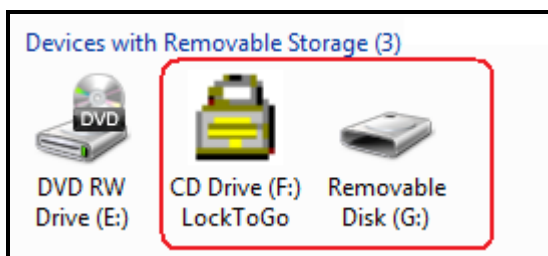 Devices with Removable Storage (3)
DVD
DVD RW
Drive (E:)
CD Drive (F:)
LockToGo
Removable
Disk (G:)